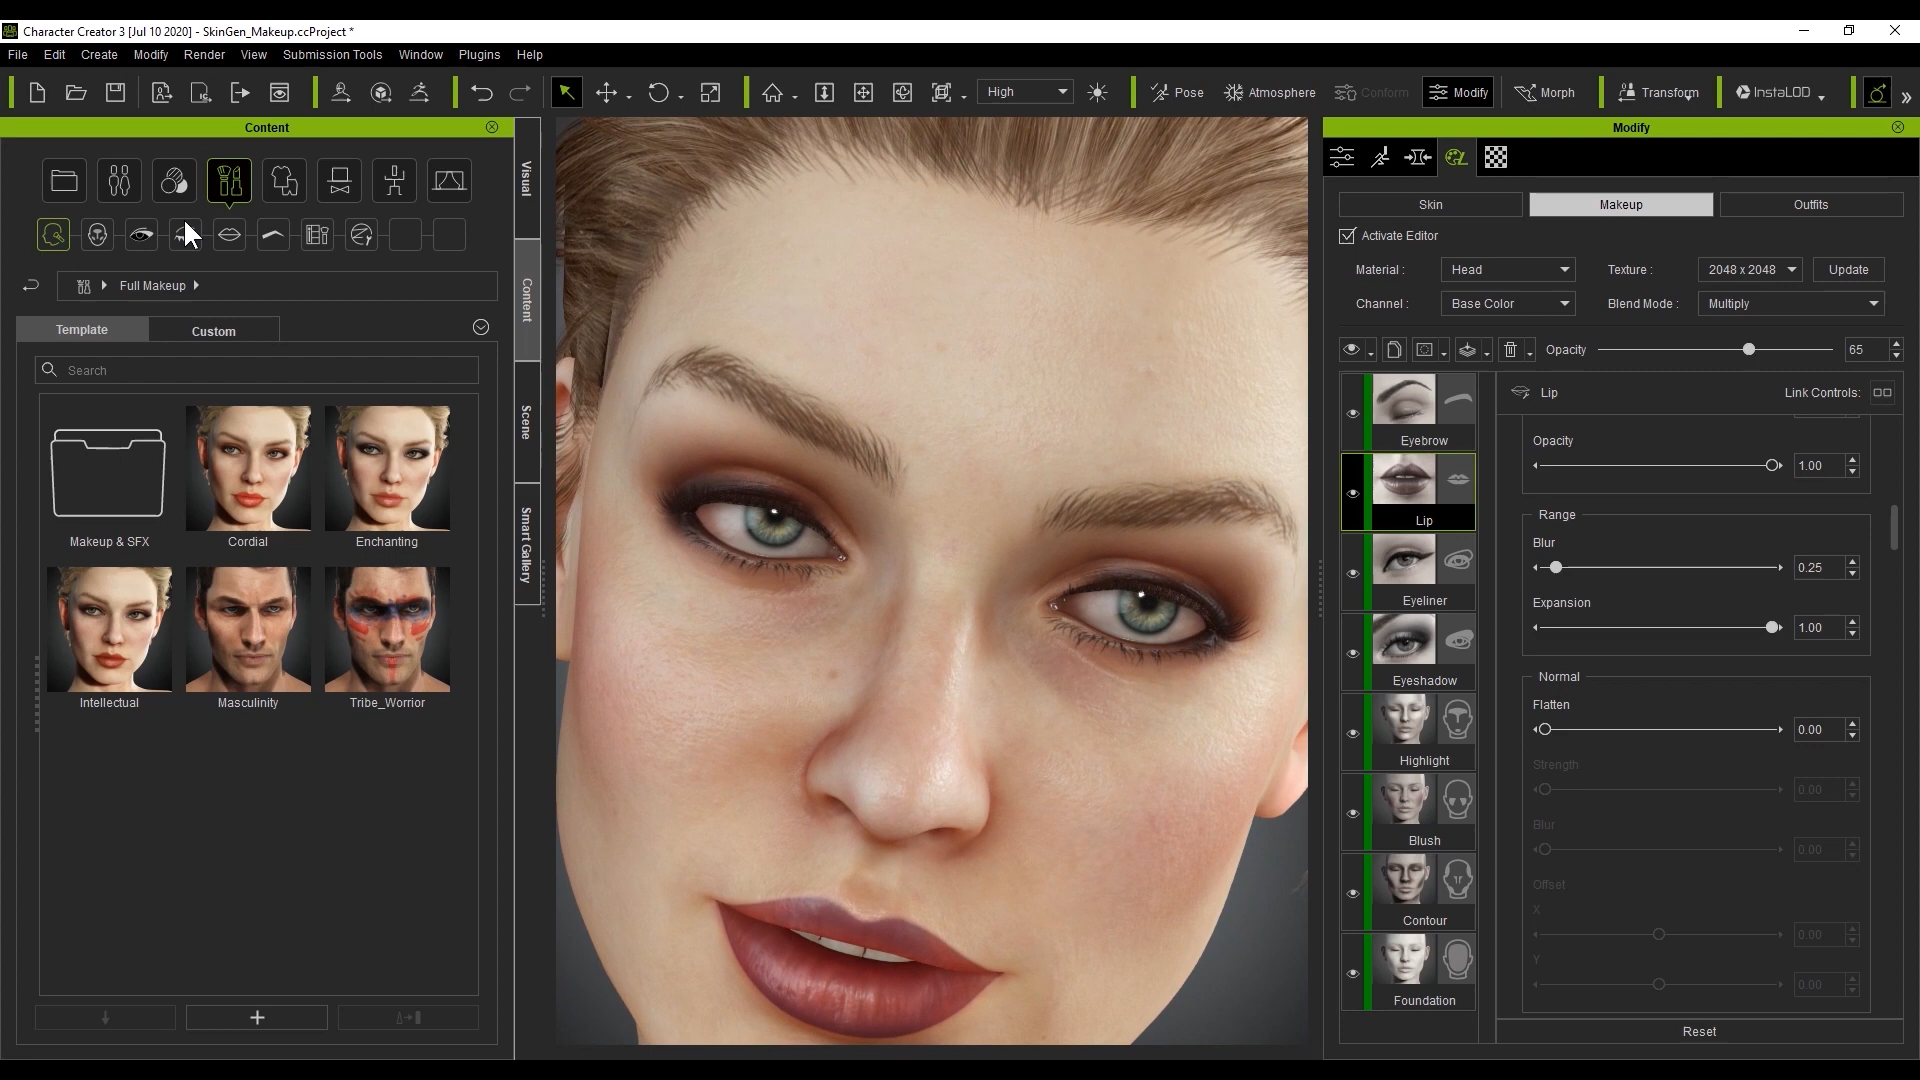 Character Creator 3 [Jul 10 2020] - SkinGen_Makeup.ccProject *
File Edit Create Modify Render View Submission Tools Window Plugins Help
High Pose Atmosphere Conform Modify Morph Transform InstaLOD
Content
Full Makeup
Template Custom
Search
Makeup & SFX Cordial Enchanting
Intellectual Masculinity Tribe_Worrior
Visual
Content
Scene
Smart Gallery
Modify
Skin Makeup Outfits
Activate Editor
Material : Head Texture : 2048 x 2048 Update
Channel : Base Color Blend Mode : Multiply
Opacity 65
Eyebrow
Lip
Eyeliner
Eyeshadow
Highlight
Blush
Contour
Foundation
Lip Link Controls:
Opacity
1.00
Range
Blur
0.25
Expansion
1.00
Normal
Flatten
0.00
Strength
0.00
Blur
0.00
Offset
X
0.00
Y
0.00
Reset